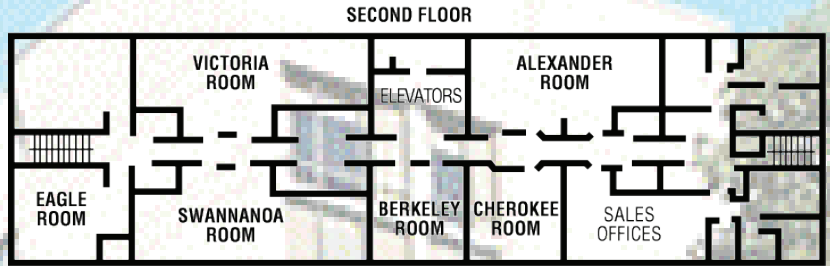 SECOND FLOOR
VICTORIA
ROOM
ALEXANDER
ROOM
ELEVATORS
EAGLE
ROOM
SWANNANOA
ROOM
BERKELEY
ROOM
CHEROKEE
ROOM
SALES
OFFICES